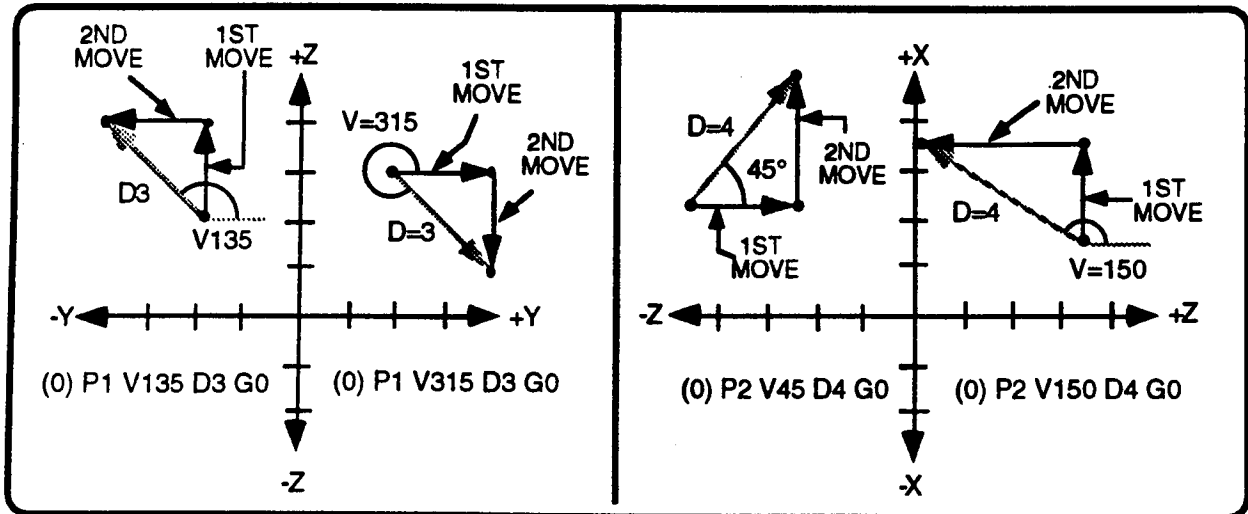 2ND
MOVE
1ST
MOVE
+Z
D3
V135
V=315
1ST
MOVE
2ND
MOVE
D=3
-Y
+Y
(0) P1 V135 D3 G0
(0) P1 V315 D3 G0
-Z
+X
D=4
45°
2ND
MOVE
1ST
MOVE
2ND
MOVE
1ST
MOVE
D=4
V=150
-Z
+Z
(0) P2 V45 D4 G0
(0) P2 V150 D4 G0
-X